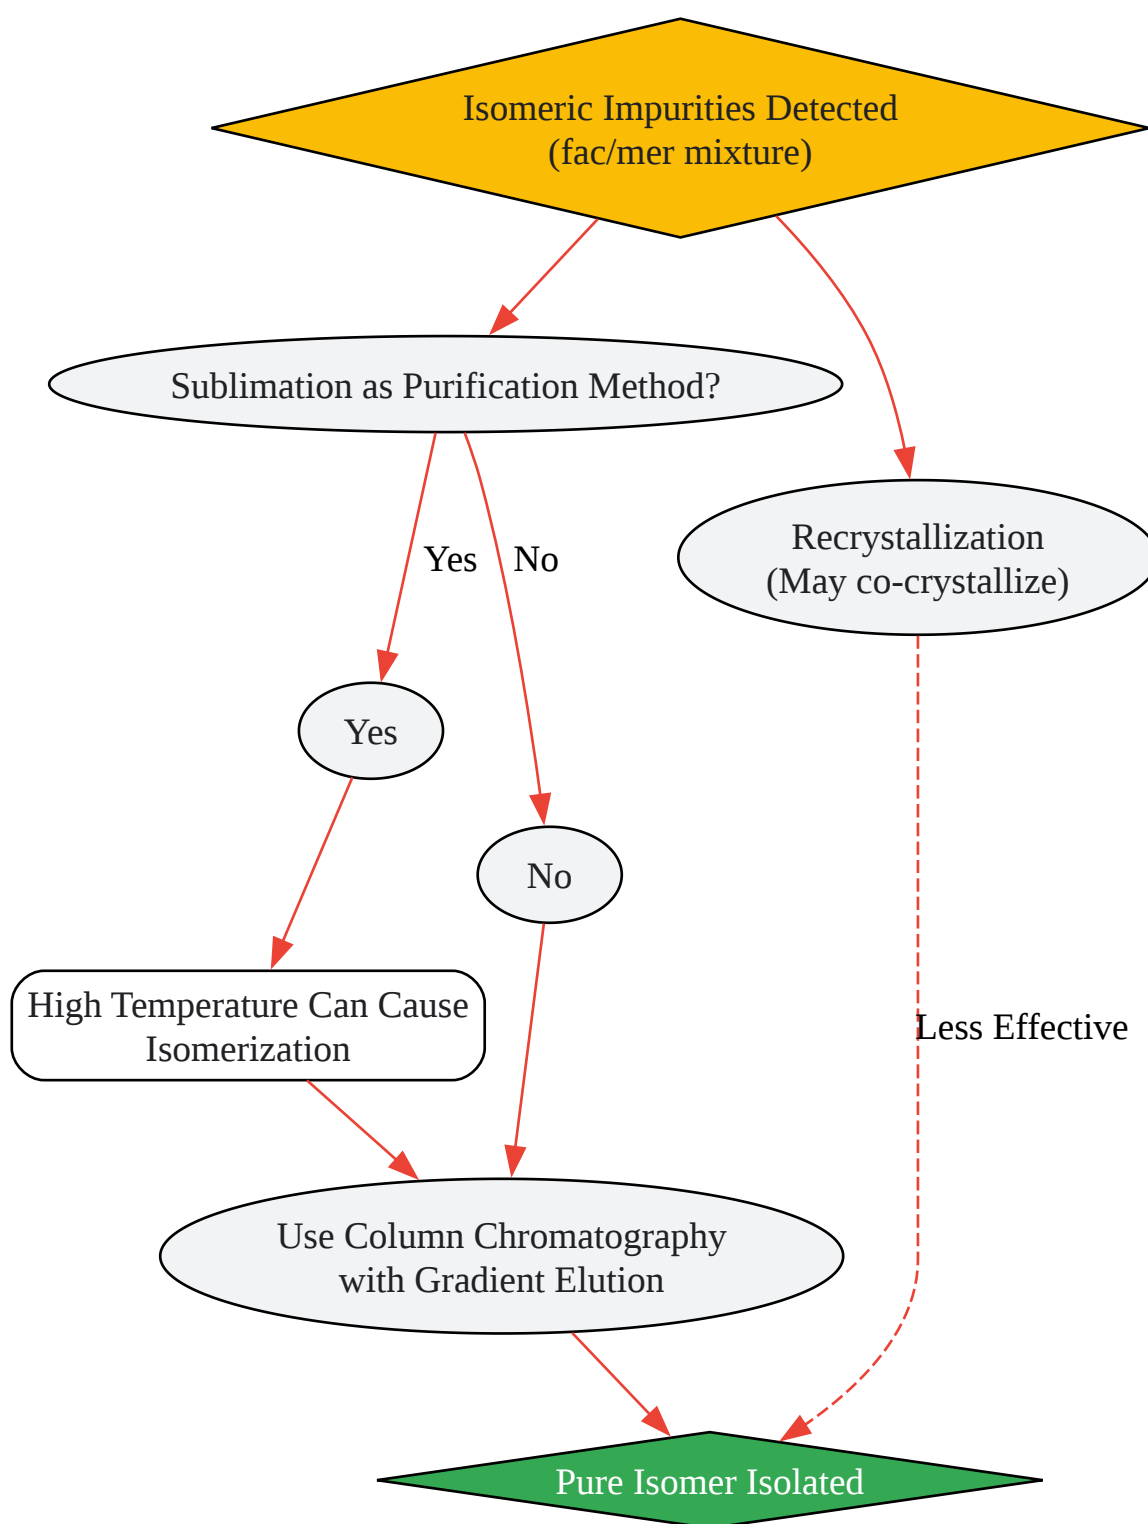 Isomeric Impurities Detected
(fac/mer mixture)
Sublimation as Purification Method?
Recrystallization
(May co-crystallize)
Yes
No
Yes
No
High Temperature Can Cause
Isomerization
Less Effective
Use Column Chromatography
with Gradient Elution
Pure Isomer Isolated